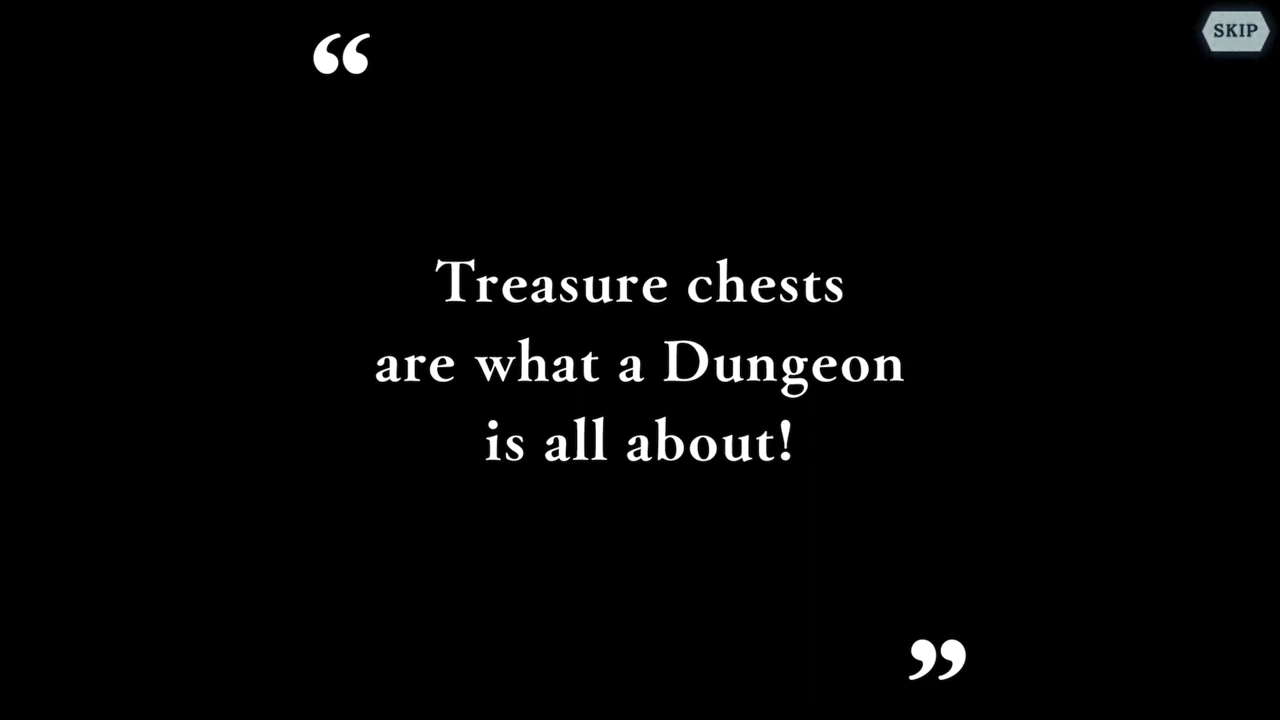 SKIP
“
Treasure chests
are what a Dungeon
is all about!
”